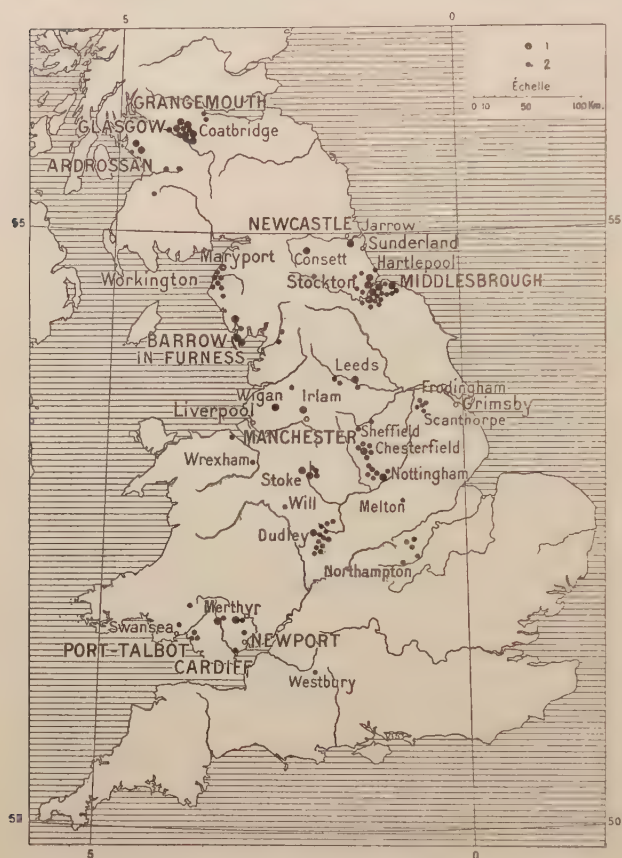 5 0
1
2
Échelle
0 10 50 100 Km.
GRANGEMOUTH
GLASGOW Coatbridge
ARDROSSAN
55 55
NEWCASTLE Jarrow
Sunderland
Consett
Hartlepool
Maryport
Stockton MIDDLESBROUGH
Workington
BARROW
IN FURNESS
Leeds
Wigan Irlam Frodingham
Liverpool Grimsby
Scanthorpe
MANCHESTER Sheffield
Chesterfield
Wrexham
Stoke Nottingham
Will Melton
Dudley
Northampton
Merthyr
Swansea
NEWPORT
PORT-TALBOT
CARDIFF
Westbury
50
5 0